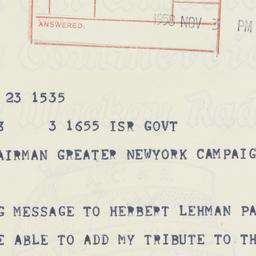 ANSWERED:
1958 NOV 3 PM
23 1535
3 1655 ISR GOVT
AIRMAN GREATER NEWYORK CAMPAIG
G MESSAGE TO HERBERT LEHMAN PA
E ABLE TO ADD MY TRIBUTE TO TH